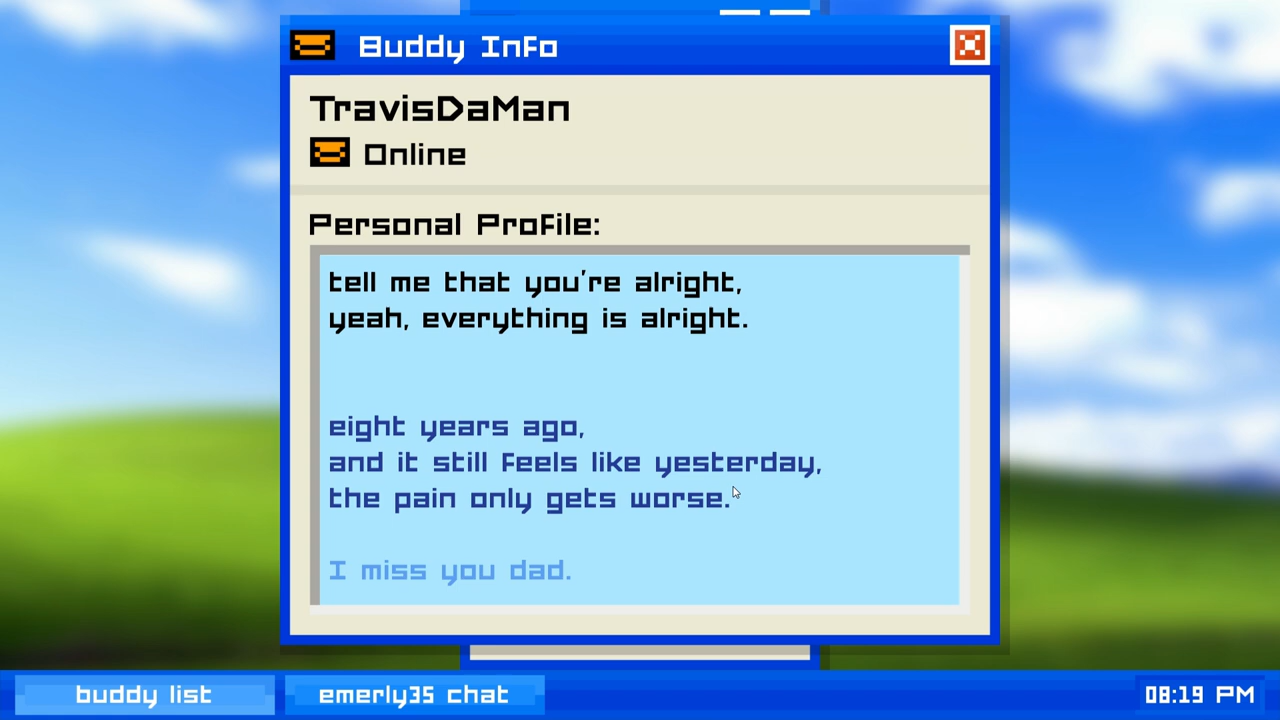 Buddy Info
TravisDaMan
Online
Personal Profile:
tell me that you're alright,
yeah, everything is alright.
eight years ago,
and it still feels like yesterday,
the pain only gets worse.
I miss you dad.
buddy list
emerly35 chat
08:19 PM